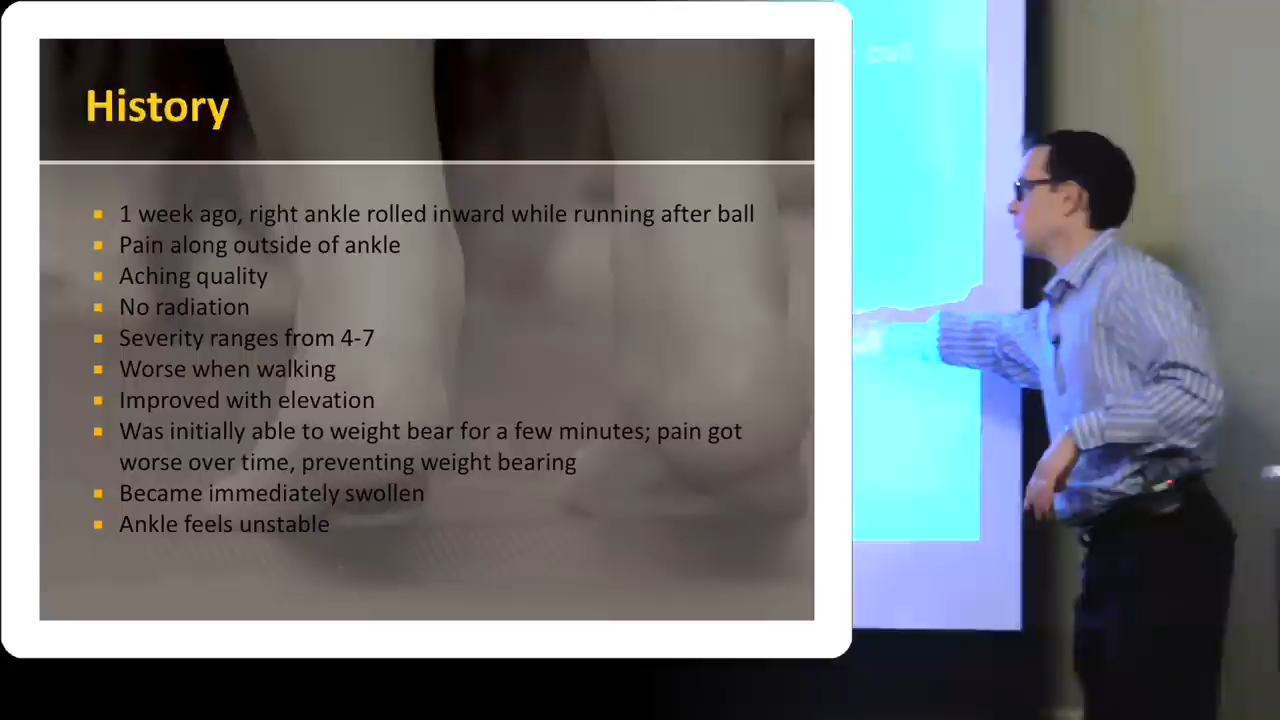 History
1 week ago, right ankle rolled inward while running after ball
Pain along outside of ankle
Aching quality
No radiation
Severity ranges from 4-7
Worse when walking
Improved with elevation
Was initially able to weight bear for a few minutes; pain got
worse over time, preventing weight bearing
Became immediately swollen
Ankle feels unstable
ball